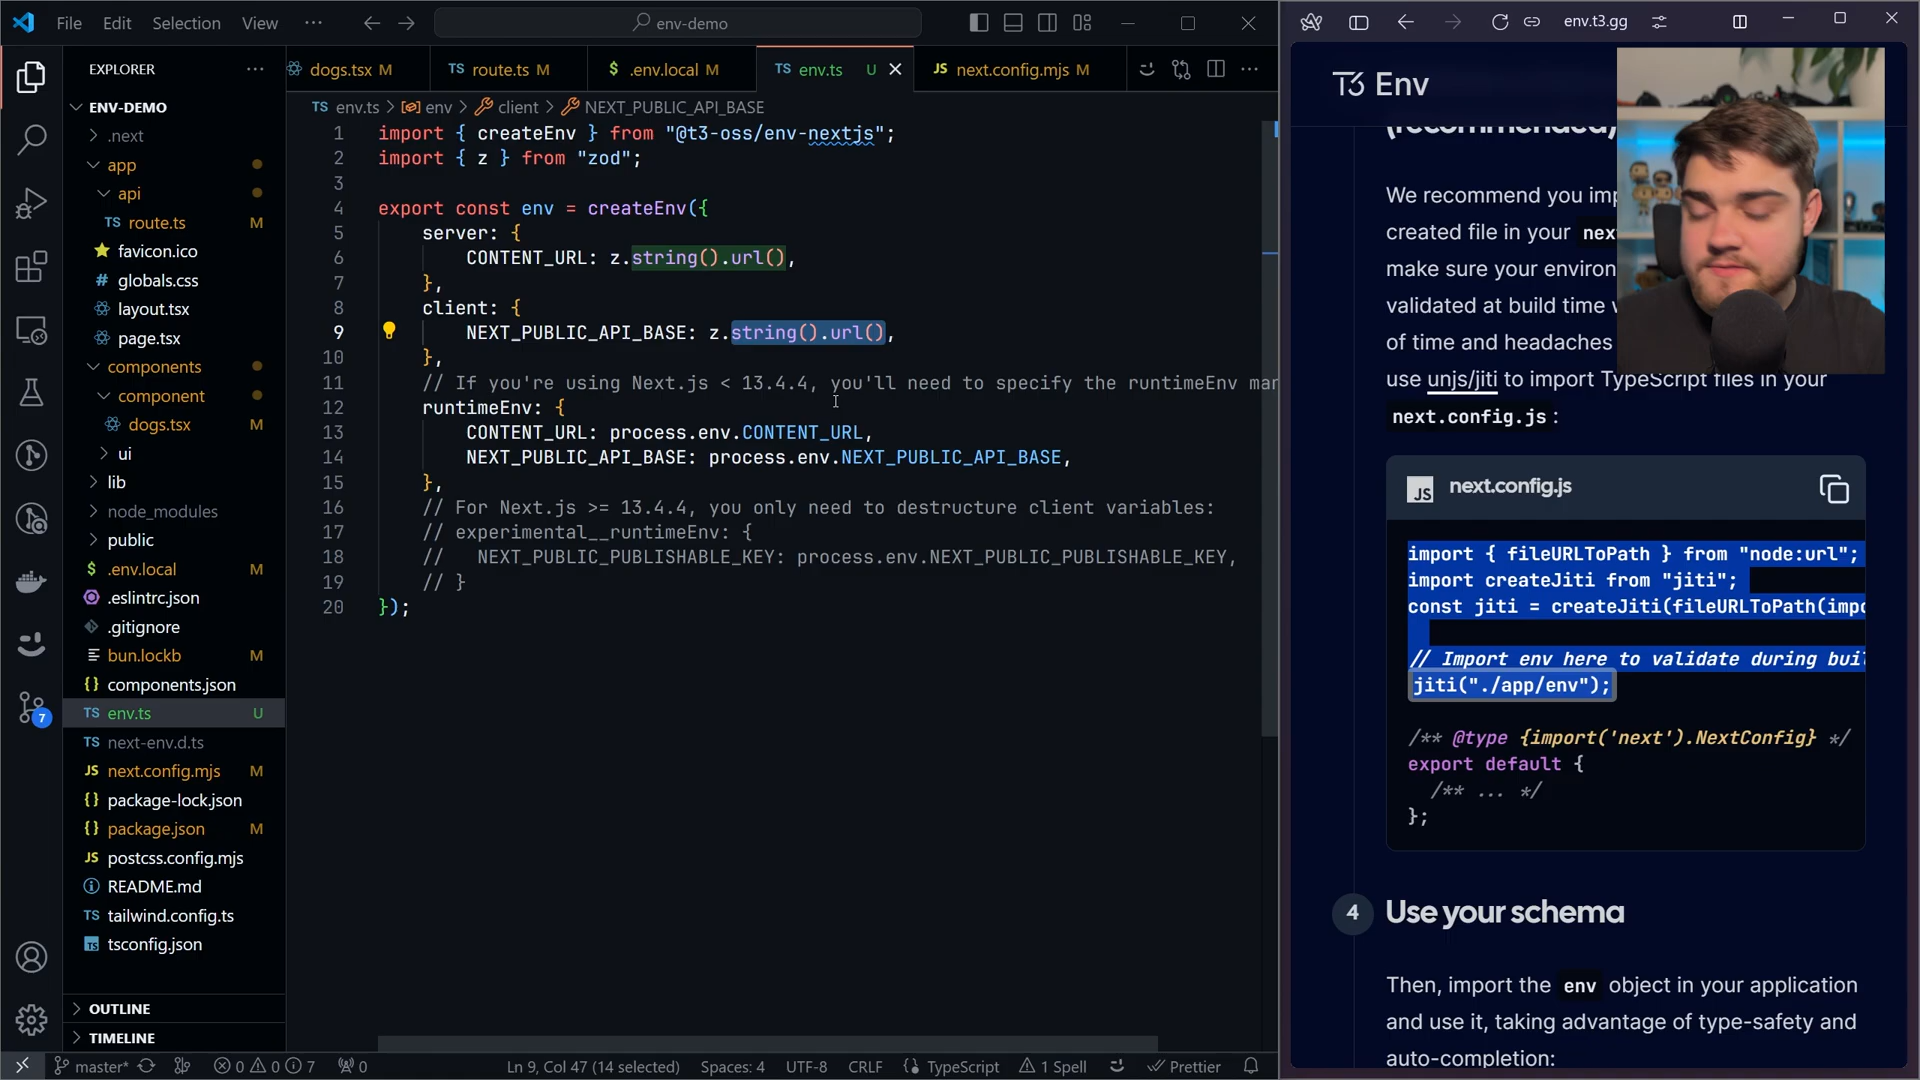 File Edit Selection View ··· env-demo
EXPLORER ···
ENV-DEMO
.next
app
api
TS route.ts M
favicon.ico
# globals.css
layout.tsx
page.tsx
components
component
dogs.tsx M
ui
lib
node_modules
public
$ .env.local M
.eslintrc.json
.gitignore
bun.lockb M
{} components.json
TS env.ts U
TS next-env.d.ts
JS next.config.mjs M
{} package-lock.json
{} package.json M
JS postcss.config.mjs
README.md
TS tailwind.config.ts
TS tsconfig.json
OUTLINE
TIMELINE
7
dogs.tsx M
TS route.ts M
$ .env.local M
TS env.ts U
JS next.config.mjs M
···
TS env.ts > env > client > NEXT_PUBLIC_API_BASE
1 import { createEnv } from "@t3-oss/env-nextjs";
2 import { z } from "zod";
3
4 export const env = createEnv({
5 server: {
6 CONTENT_URL: z.string().url(),
7 },
8 client: {
9 NEXT_PUBLIC_API_BASE: z.string().url(),
10 },
11 // If you're using Next.js < 13.4.4, you'll need to specify the runtimeEnv
12 runtimeEnv: {
13 CONTENT_URL: process.env.CONTENT_URL,
14 NEXT_PUBLIC_API_BASE: process.env.NEXT_PUBLIC_API_BASE,
15 },
16 // For Next.js >= 13.4.4, you only need to destructure client variables:
17 // experimental__runtimeEnv: {
18 // NEXT_PUBLIC_PUBLISHABLE_KEY: process.env.NEXT_PUBLIC_PUBLISHABLE_KEY,
19 // }
20 });
master* 0 0 7 0 Ln 9, Col 47 (14 selected) Spaces: 4 UTF-8 CRLF {} TypeScript 1 Spell Prettier
env.t3.gg
T3 Env
(recommended)
We recommend you
created file in your
make sure your
validated at build time
of time and headaches
use unjs/jiti to import TypeScript files in your
next.config.js :
JS next.config.js
import { fileURLToPath } from "node:url";
import createJiti from "jiti";
const jiti = createJiti(fileURLToPath(
// Import env here to validate during
jiti("./app/env");
/** @type {import('next').NextConfig} */
export default {
/** ... */
};
4 Use your schema
Then, import the env object in your application
and use it, taking advantage of type-safety and
auto-completion: